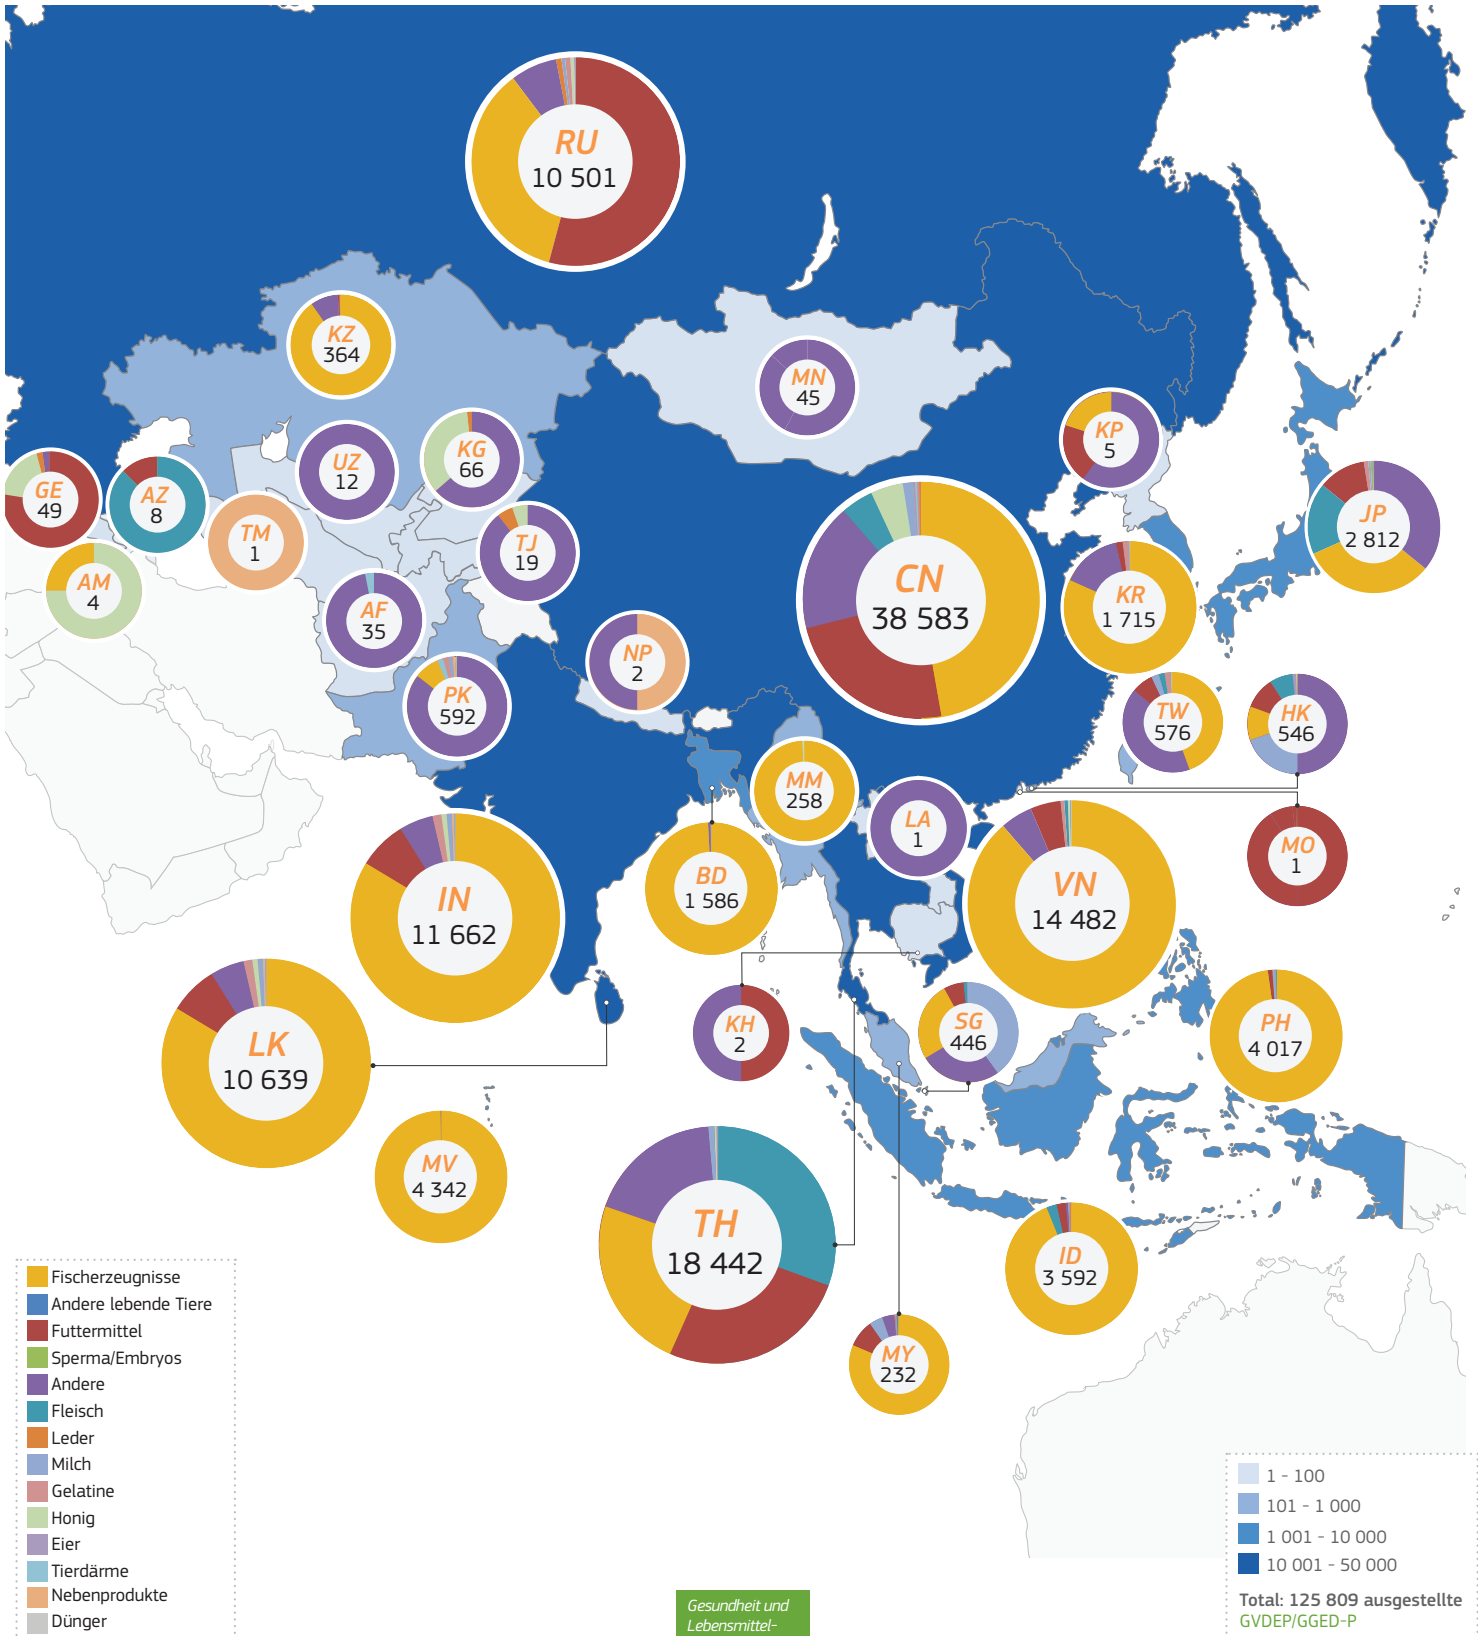 RU
10 501
KZ
364
MN
45
KP
5
UZ
12
KG
66
GE
49
AZ
8
TM
1
TJ
19
JP
2 812
CN
38 583
KR
1 715
AM
4
AF
35
NP
2
PK
592
TW
576
HK
546
MM
258
LA
1
MO
1
BD
1 586
IN
11 662
VN
14 482
KH
2
SG
446
PH
4 017
LK
10 639
MV
4 342
TH
18 442
ID
3 592
MY
232
Fischerzeugnisse
Andere lebende Tiere
Futtermittel
Sperma/Embryos
Andere
Fleisch
Leder
Milch
Gelatine
Honig
Eier
Tierdärme
Nebenprodukte
Dünger
Gesundheit und
Lebensmittel-
1 - 100
101 - 1 000
1 001 - 10 000
10 001 - 50 000
Total: 125 809 ausgestellte
GVDEP/GGED-P